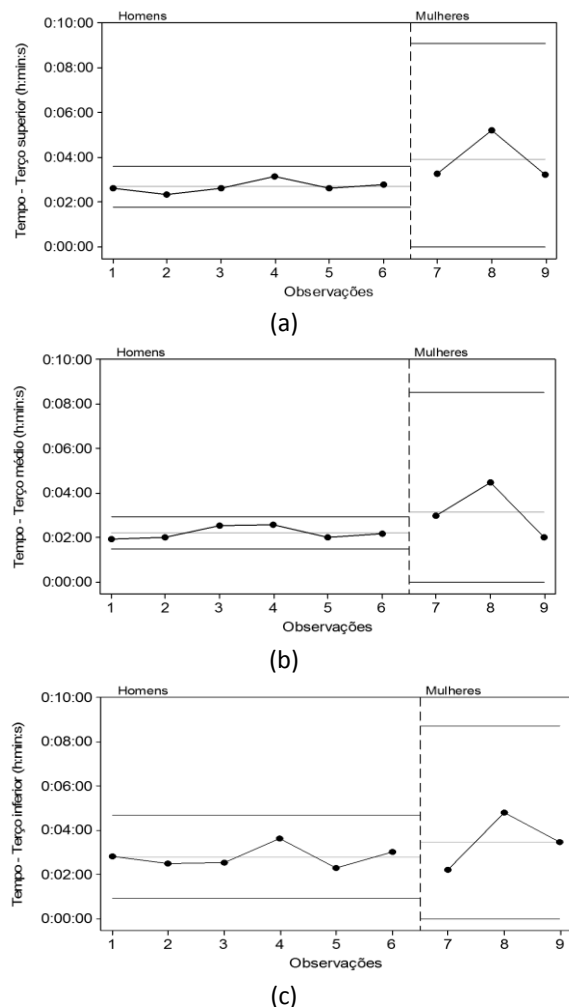 Homens Mulheres
Tempo - Terço superior (h:min:s)
0:10:00
0:08:00
0:06:00
0:04:00
0:02:00
0:00:00
1 2 3 4 5 6 7 8 9
Observações
(a)
Homens Mulheres
Tempo - Terço médio (h:min:s)
0:10:00
0:08:00
0:06:00
0:04:00
0:02:00
0:00:00
1 2 3 4 5 6 7 8 9
Observações
(b)
Homens Mulheres
Tempo - Terço inferior (h:min:s)
0:10:00
0:08:00
0:06:00
0:04:00
0:02:00
0:00:00
1 2 3 4 5 6 7 8 9
Observações
(c)